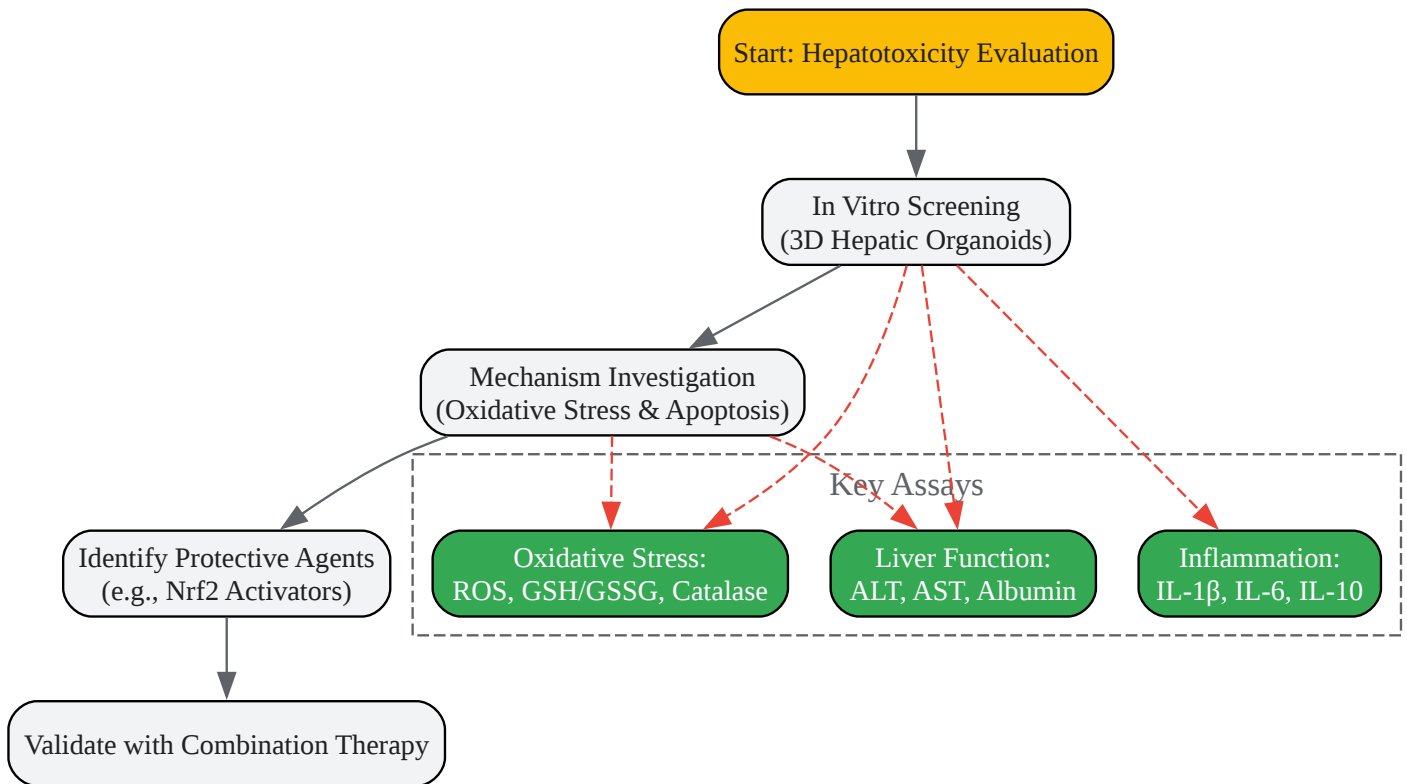 Start: Hepatotoxicity Evaluation
In Vitro Screening
(3D Hepatic Organoids)
Mechanism Investigation
(Oxidative Stress & Apoptosis)
Key Assays
Identify Protective Agents
(e.g., Nrf2 Activators)
Oxidative Stress:
ROS, GSH/GSSG, Catalase
Liver Function:
ALT, AST, Albumin
Inflammation:
IL-1β, IL-6, IL-10
Validate with Combination Therapy